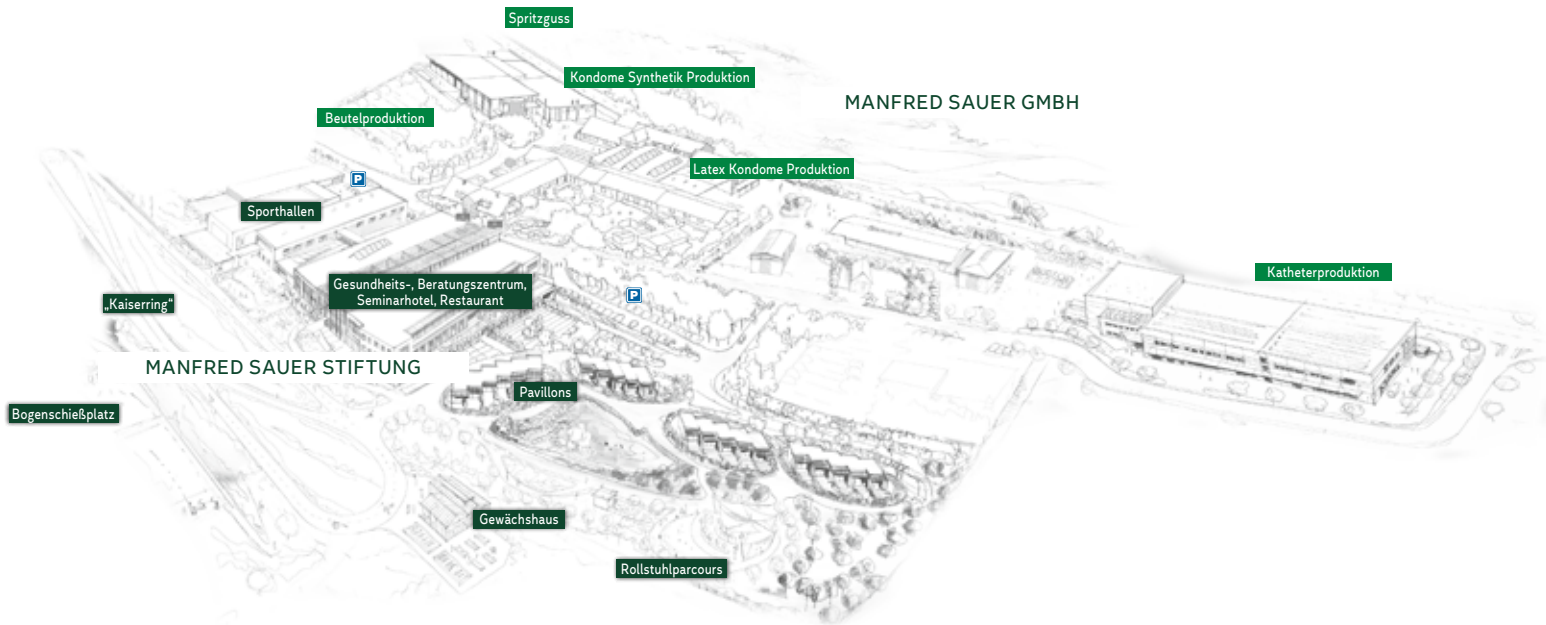 Spritzguss
Kondome Synthetik Produktion
MANFRED SAUER GMBH
Beutelproduktion
Latex Kondome Produktion
P
Sporthallen
Katheterproduktion
Gesundheits-, Beratungszentrum,
Seminarhotel, Restaurant
P
„Kaiserring“
MANFRED SAUER STIFTUNG
Pavillons
Bogenschießplatz
Gewächshaus
Rollstuhlparcours